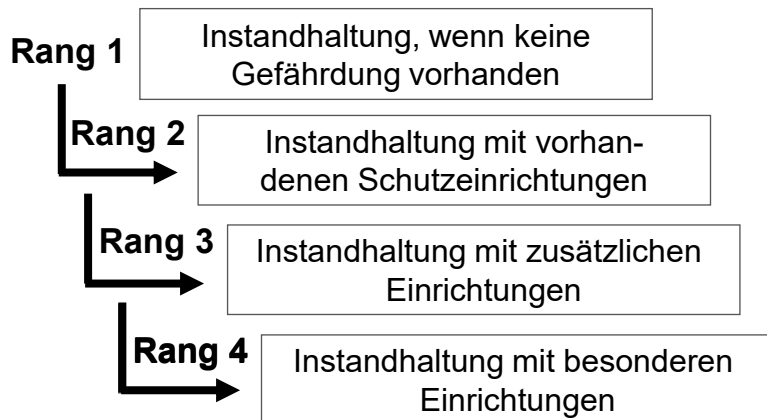 Rang 1
Instandhaltung, wenn keine
Gefährdung vorhanden
Rang 2
Instandhaltung mit vorhan-
denen Schutzeinrichtungen
Rang 3
Instandhaltung mit zusätzlichen
Einrichtungen
Rang 4
Instandhaltung mit besonderen
Einrichtungen